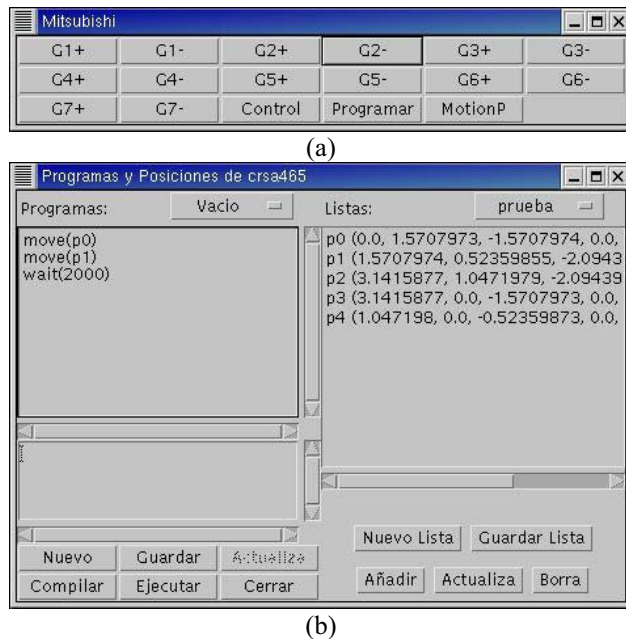 Mitsubishi
G1+ G1- G2+ G2- G3+ G3-
G4+ G4- G5+ G5- G6+ G6-
G7+ G7- Control Programar MotionP
(a)
Programas y Posiciones de crsa465
Programas: Vacio
Listas: prueba
move(p0)
move(p1)
wait(2000)
p0 (0.0, 1.5707973, -1.5707974, 0.0,
p1 (1.5707974, 0.52359855, -2.0943
p2 (3.1415877, 1.0471979, -2.09439
p3 (3.1415877, 0.0, -1.5707973, 0.0,
p4 (1.047198, 0.0, -0.52359873, 0.0,
Nuevo Guardar Actualiza
Compilar Ejecutar Cerrar
Nuevo Lista Guardar Lista
Añadir Actualiza Borra
(b)